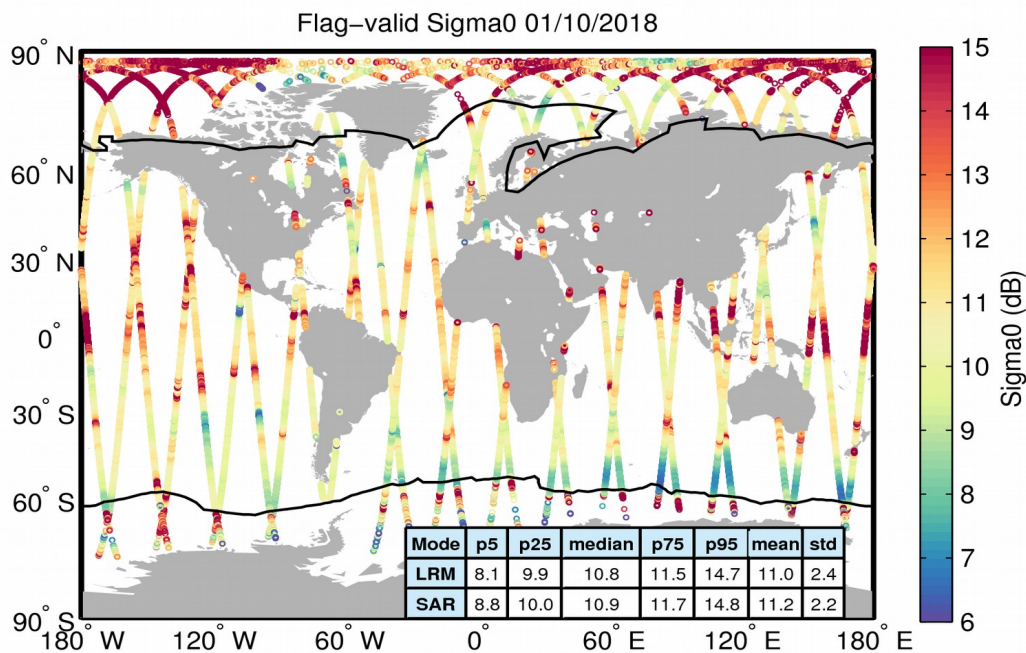 Flag-valid Sigma0 01/10/2018
90° N
60° N
30° N
0°
30° S
60° S
90° S
180° W
120° W
60° W
0°
60° E
120° E
180° E
15
14
13
12
11
10
9
8
7
6
Sigma0 (dB)
Mode p5 p25 median p75 p95 mean std
LRM 8.1 9.9 10.8 11.5 14.7 11.0 2.4
SAR 8.8 10.0 10.9 11.7 14.8 11.2 2.2